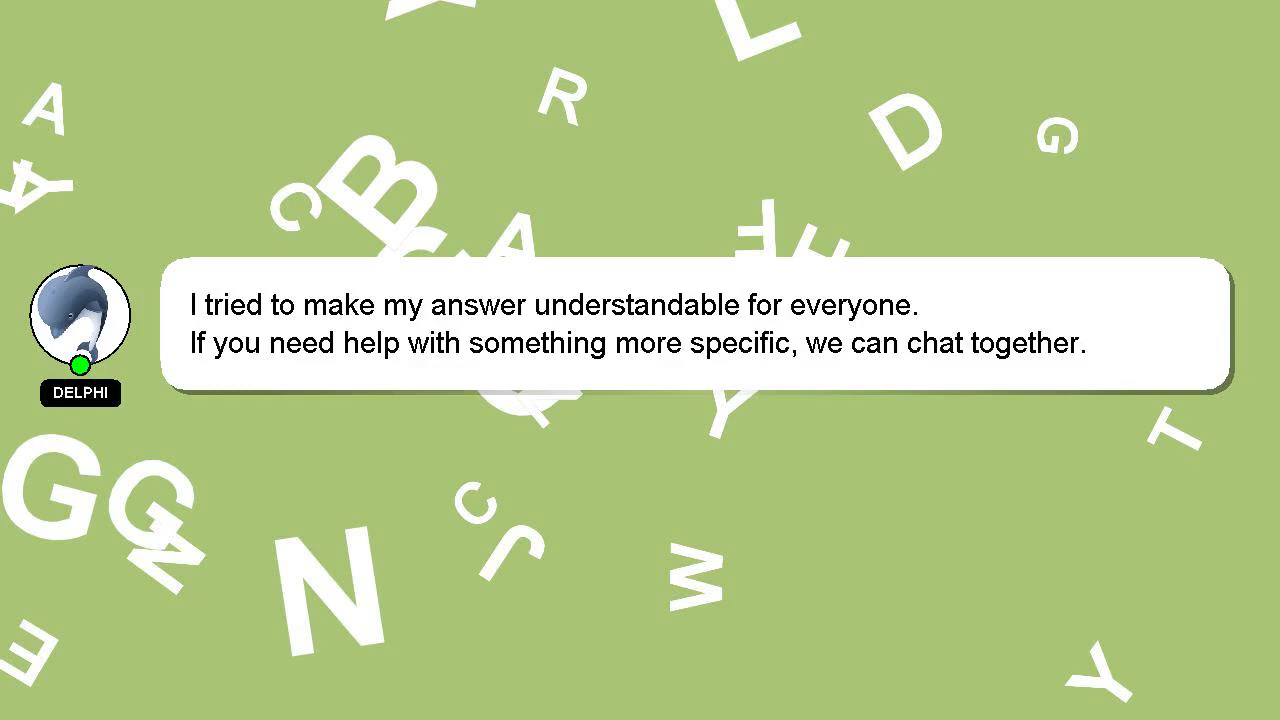 L
R
A
D
G
A
Y
B
C
A
I tried to make my answer understandable for everyone.
If you need help with something more specific, we can chat together.
DELPHI
Y
T
G
G
N
C
J
N
W
E
Y